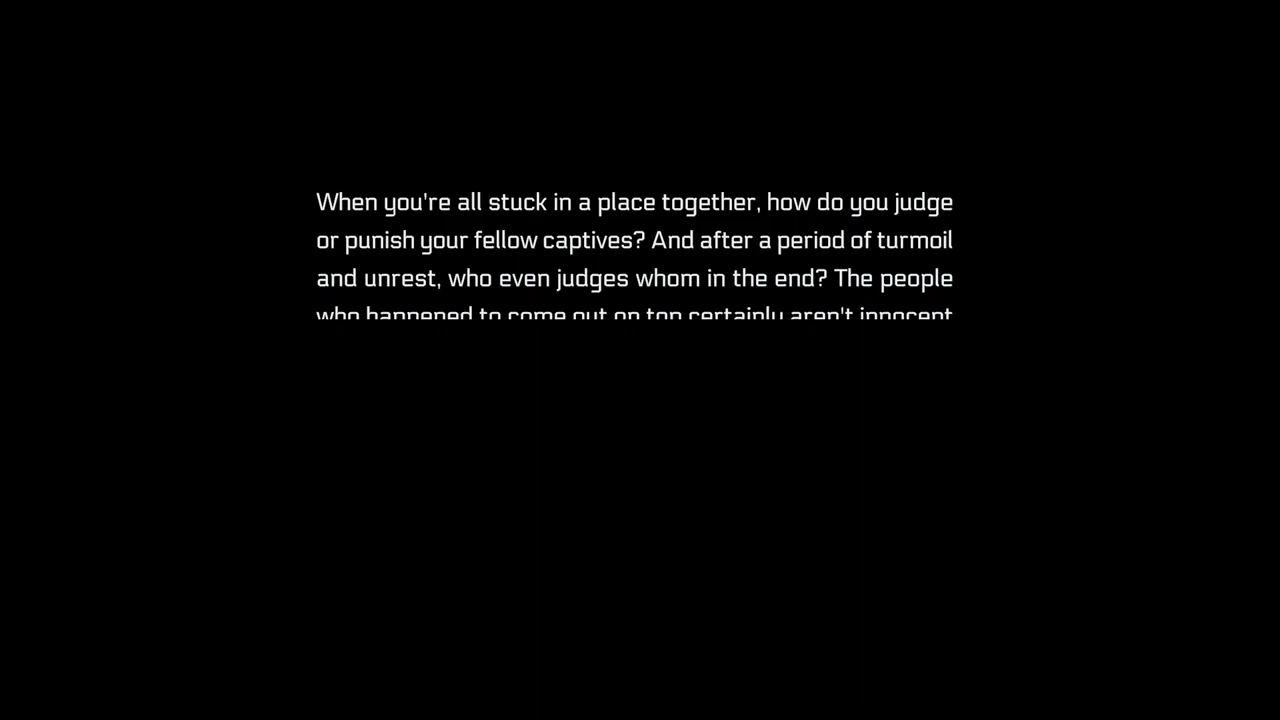 When you're all stuck in a place together, how do you judge
or punish your fellow captives? And after a period of turmoil
and unrest, who even judges whom in the end? The people
who happened to come out on top certainly aren't innocent